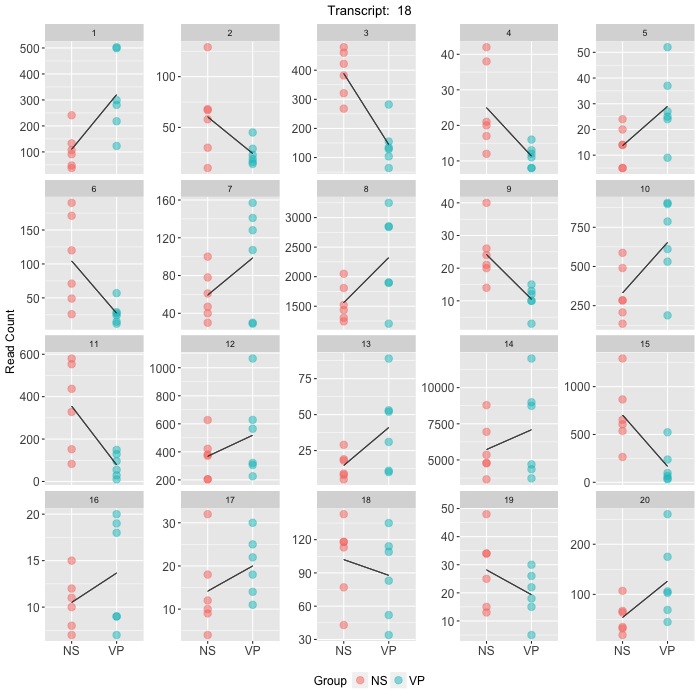 Transcript: 18
1 2 3 4 5
500 400 300 200 100
100 50
400 300 200 100
40 30 20 10
50 40 30 20 10
6 7 8 9 10
150 100 50
160 120 80 40
3000 2500 2000 1500
40 30 20 10
750 500 250
Read Count
11 12 13 14 15
600 400 200 0
1000 800 600 400 200
75 50 25
10000 7500 5000
1000 500 0
16 17 18 19 20
20 15 10
30 20 10
120 90 60 30
50 40 30 20 10
200 100
NS VP NS VP NS VP NS VP NS VP
Group NS VP